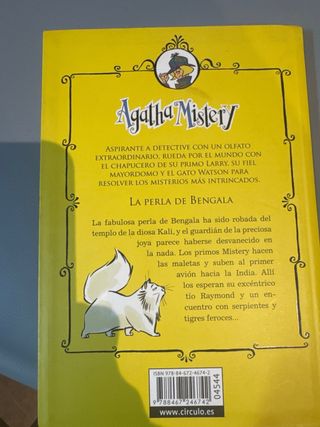 Agatha Mistery
Aspirante a detective con un olfato
extraordinario, rueda por el mundo con
el chapucero de su primo Larry, su fiel
mayordomo y el gato Watson para
resolver los misterios más intrincados.
La perla de Bengala
La fabulosa perla de Bengala ha sido robada del
templo de la diosa Kali, y el guardián de la preciosa
joya parece haberse desvanecido en
la nada. Los primos Mistery hacen
las maletas y suben al primer
avión hacia la India. Allí
los esperan su excéntrico
tío Raymond y un en-
cuentro con serpientes y
tigres feroces...
ISBN 978-84-672-4674-2
04544
9 788467 246742
www.circulo.es